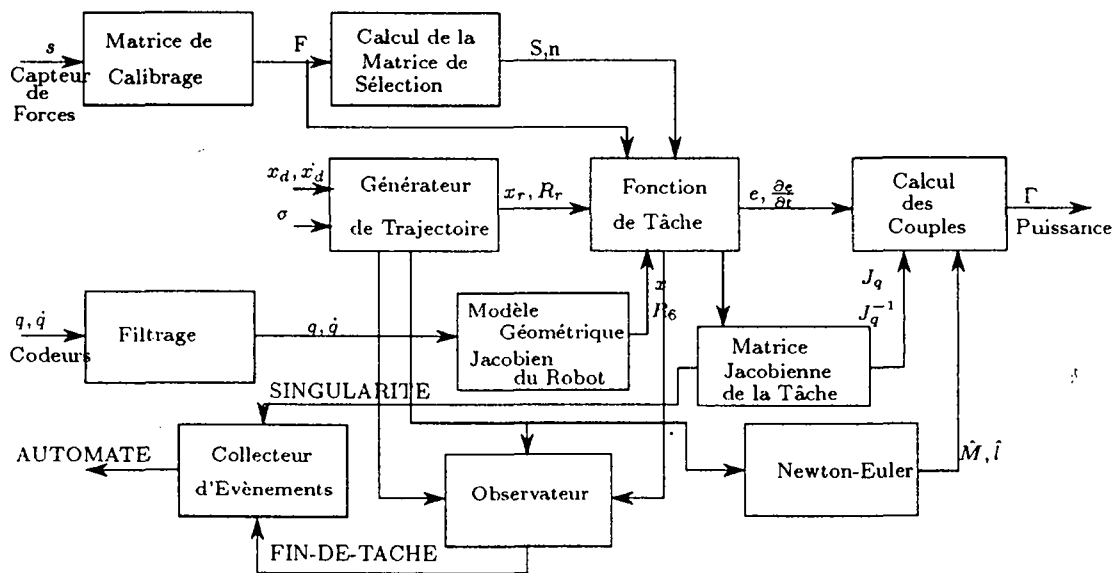 s
Capteur
de
Forces
Matrice de
Calibrage
F
Calcul de la
Matrice de
Sélection
S,n
x_d, ẋ_d
σ
Générateur
de Trajectoire
x_r, R_r
Fonction
de Tâche
e, ∂e/∂t
Calcul
des
Couples
Γ
Puissance
q, q̇
Codeurs
Filtrage
q, q̇
Modèle
Géométrique
Jacobien
du Robot
x
R_6
Matrice
Jacobienne
de la Tâche
J_q
J_q^{-1}
SINGULARITE
AUTOMATE
Collecteur
d'Evènements
Observateur
Newton-Euler
M̂, l̂
FIN-DE-TACHE